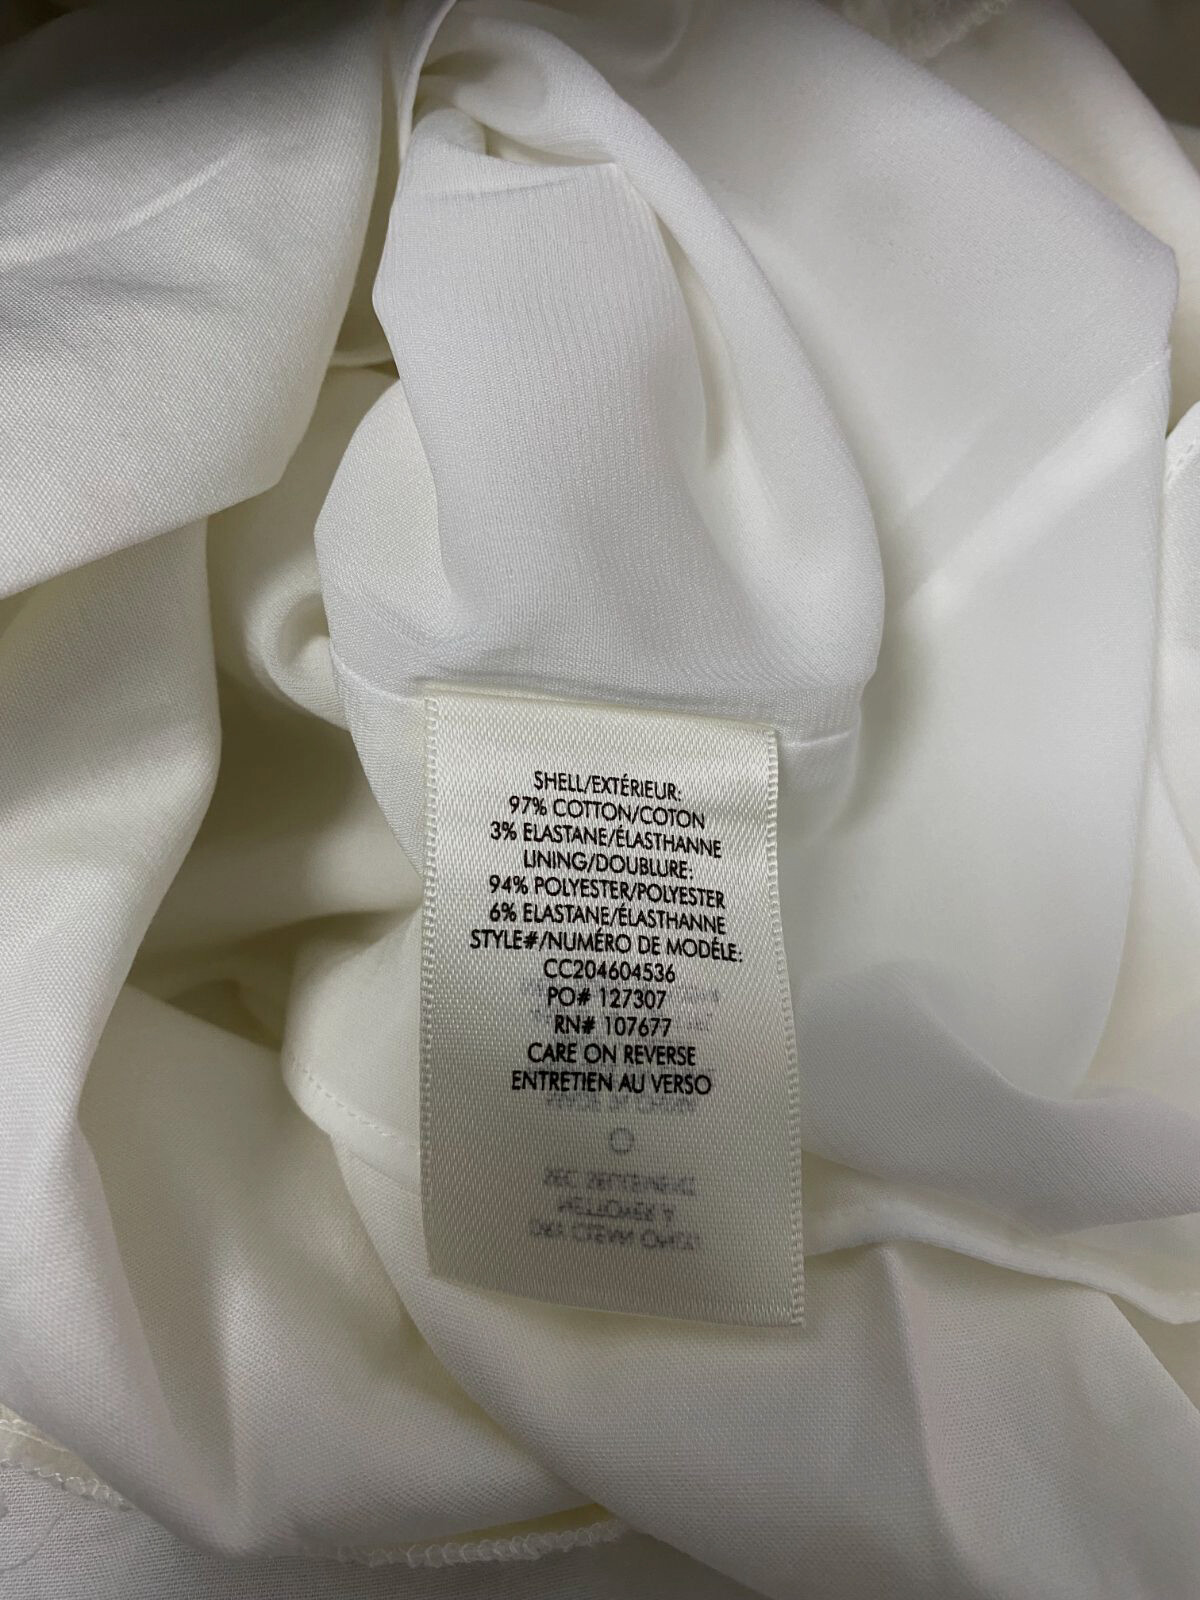 SHELL/EXTÉRIEUR:
97% COTTON/COTON
3% ELASTANE/ÉLASTHANNE
LINING/DOUBLURE:
94% POLYESTER/POLYESTER
6% ELASTANE/ÉLASTHANNE
STYLE#/NUMÉRO DE MODÉLE:
CC204604536
PO# 127307
RN# 107677
CARE ON REVERSE
ENTRETIEN AU VERSO